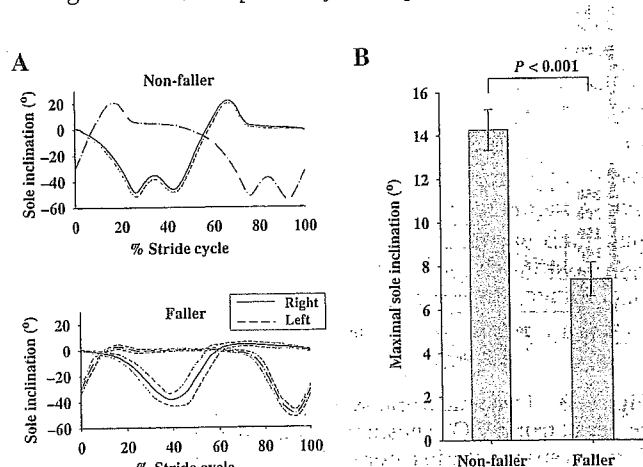 A
Non-faller
Sole inclination (°)
20
0
−20
−40
−60
0 20 40 60 80 100
% Stride cycle
Faller
Right
Left
Sole inclination (°)
20
0
−20
−40
−60
0 20 40 60 80 100
% Stride cycle
B
P < 0.001
Maximal sole inclination (°)
16
14
12
10
8
6
4
2
0
Non-faller Faller